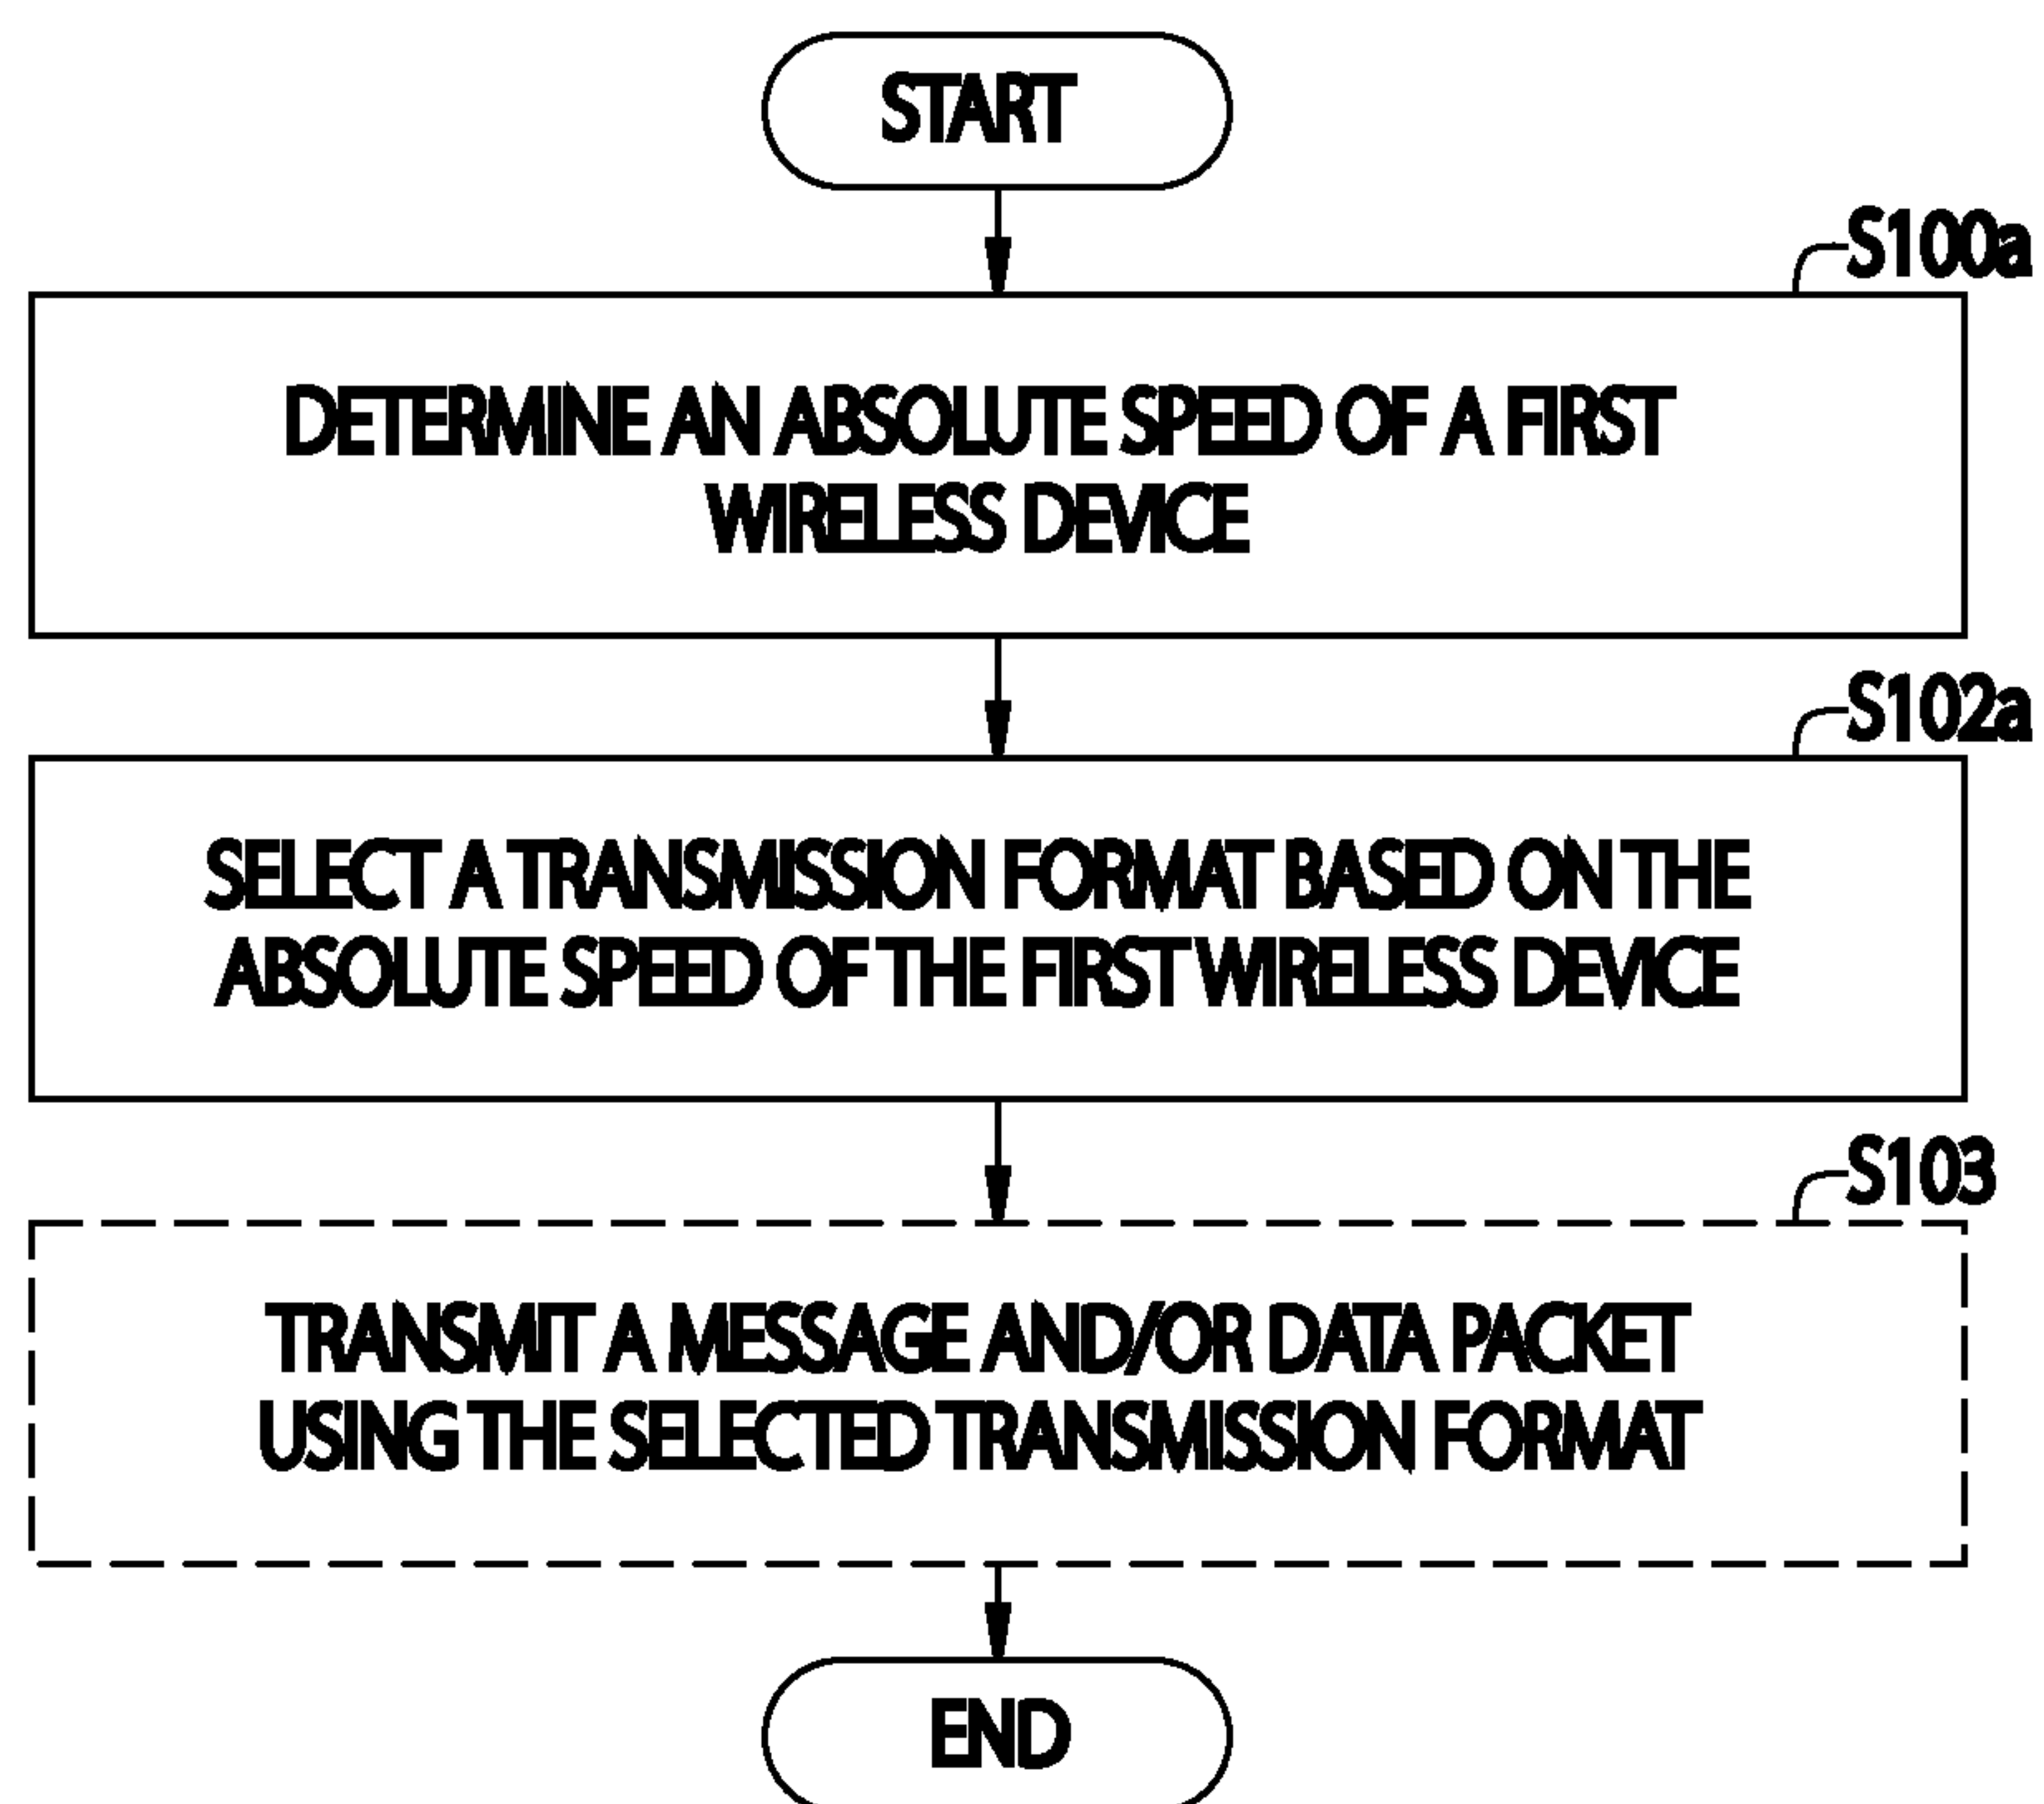 START
S100a
DETERMINE AN ABSOLUTE SPEED OF A FIRST
WIRELESS DEVICE
S102a
SELECT A TRANSMISSION FORMAT BASED ON THE
ABSOLUTE SPEED OF THE FIRST WIRELESS DEVICE
S103
TRANSMIT A MESSAGE AND/OR DATA PACKET
USING THE SELECTED TRANSMISSION FORMAT
END